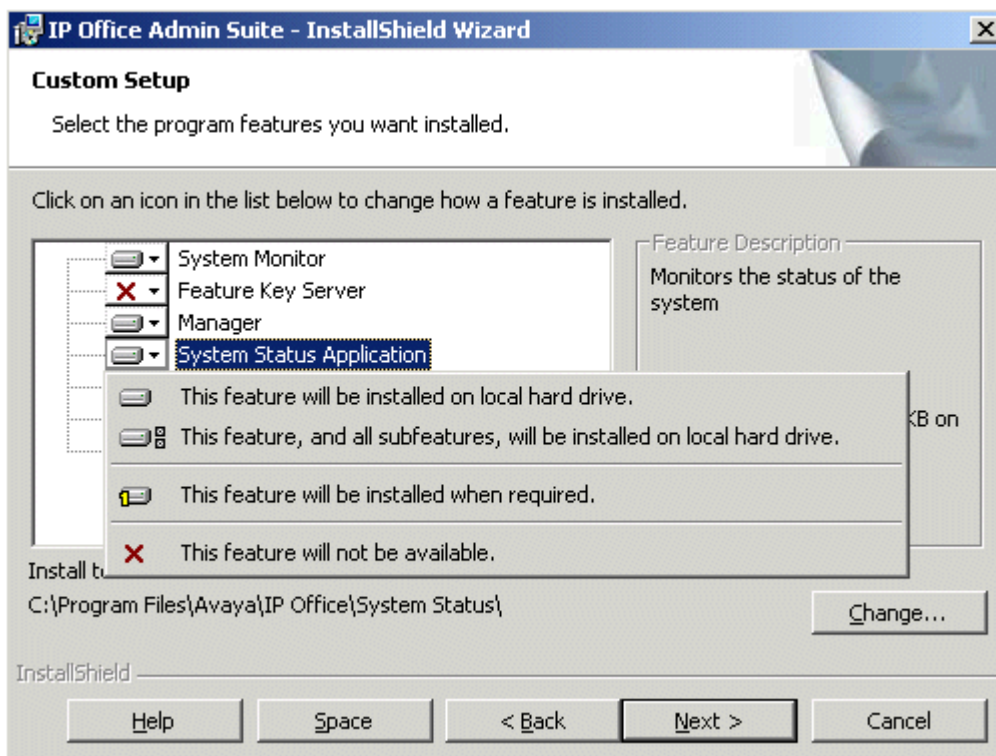 IP Office Admin Suite - InstallShield Wizard
Custom Setup
Select the program features you want installed.
Click on an icon in the list below to change how a feature is installed.
System Monitor
Feature Key Server
Manager
System Status Application
Feature Description
Monitors the status of the
system
KB on
This feature will be installed on local hard drive.
This feature, and all subfeatures, will be installed on local hard drive.
This feature will be installed when required.
This feature will not be available.
Install to
C:\Program Files\Avaya\IP Office\System Status\
Change...
InstallShield
Help
Space
< Back
Next >
Cancel